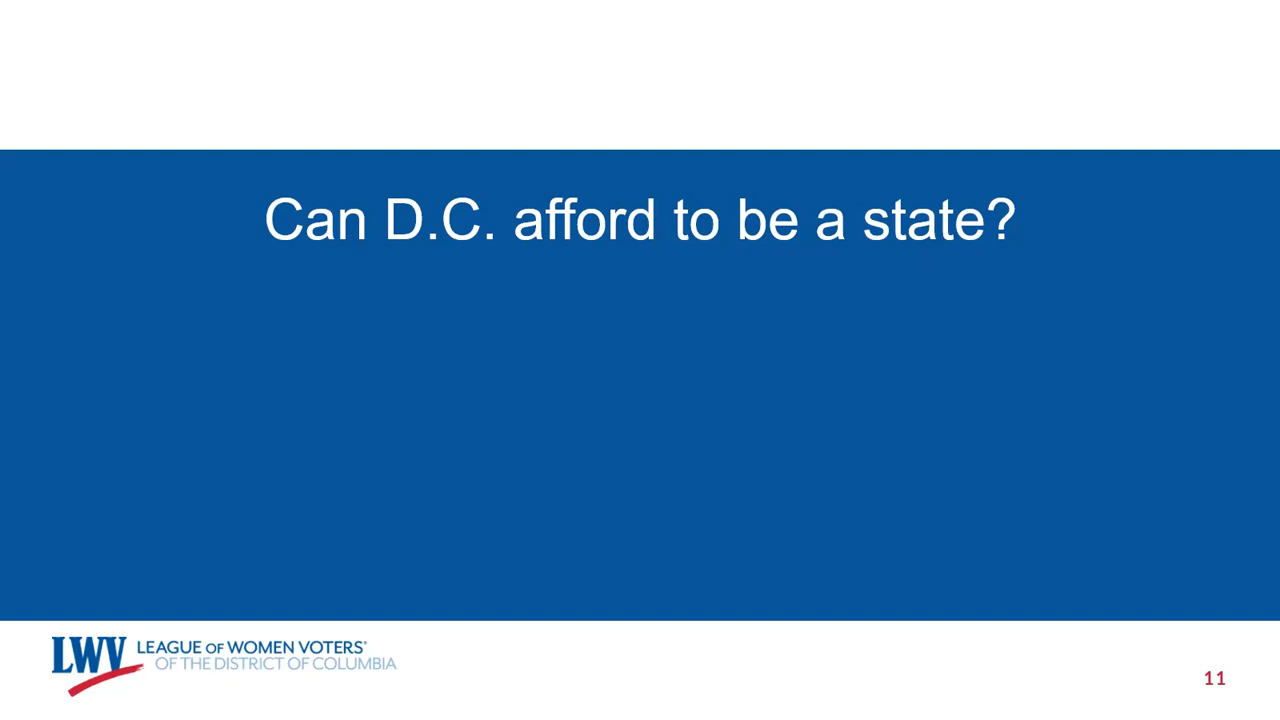 Can D.C. afford to be a state?
LWV LEAGUE OF WOMEN VOTERS®
OF THE DISTRICT OF COLUMBIA
11